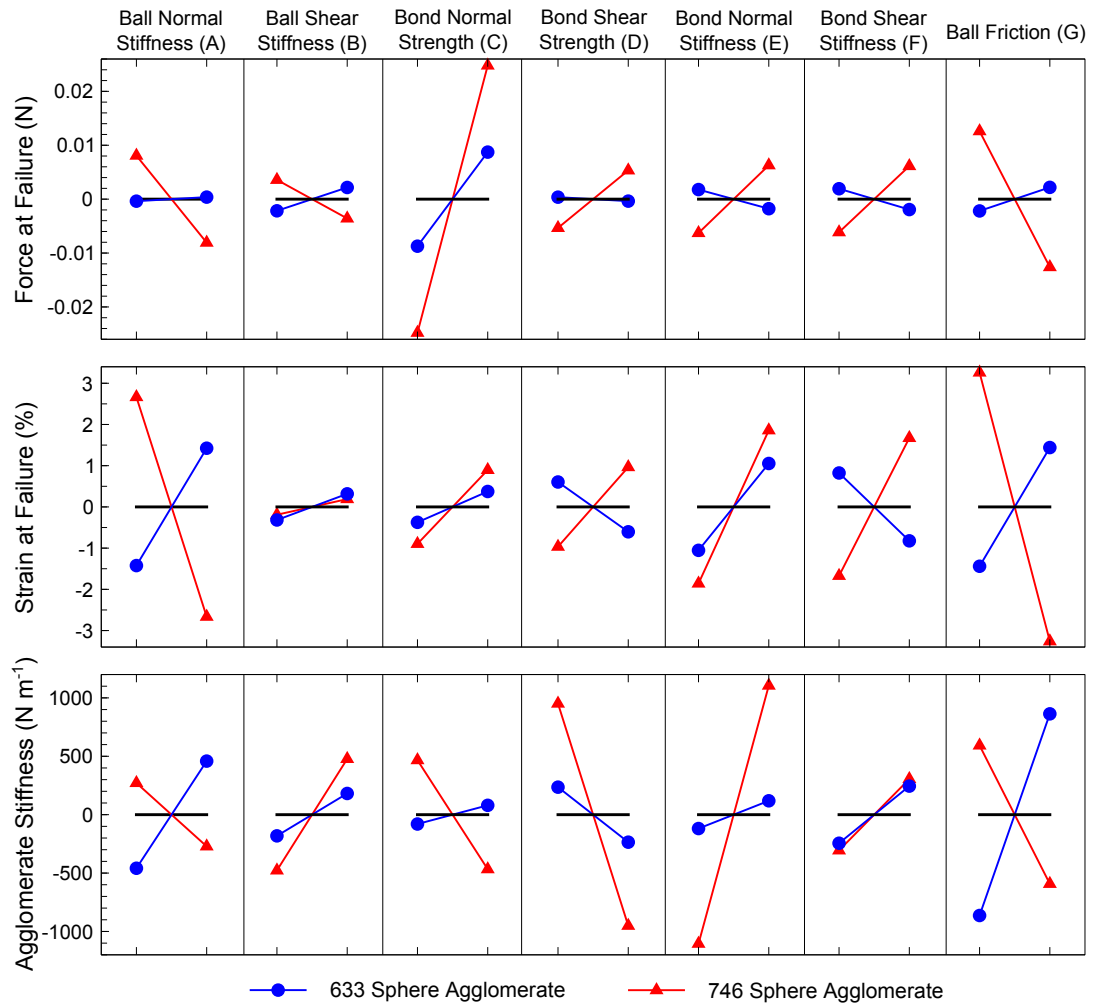 Ball Normal Stiffness (A)
Ball Shear Stiffness (B)
Bond Normal Strength (C)
Bond Shear Strength (D)
Bond Normal Stiffness (E)
Bond Shear Stiffness (F)
Ball Friction (G)
Force at Failure (N)
0.02
0.01
0
-0.01
-0.02
Strain at Failure (%)
3
2
1
0
-1
-2
-3
Agglomerate Stiffness (N m⁻¹)
1000
500
0
-500
-1000
633 Sphere Agglomerate
746 Sphere Agglomerate